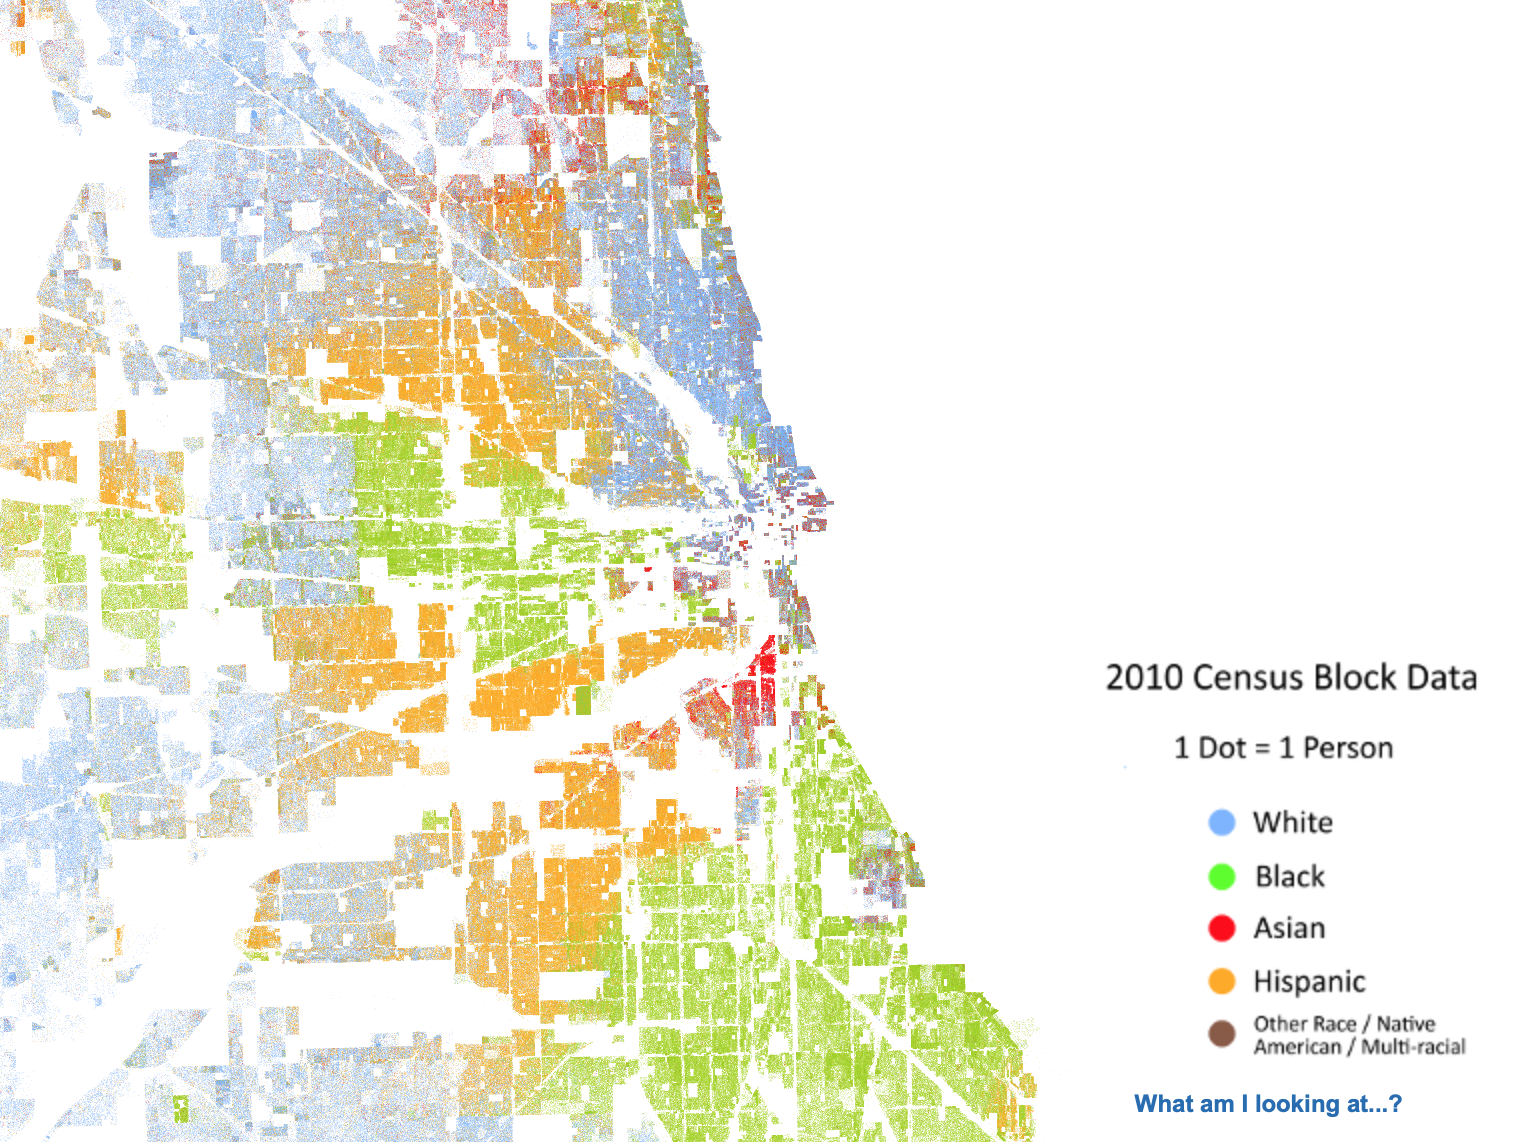 2010 Census Block Data
1 Dot = 1 Person
White
Black
Asian
Hispanic
Other Race / Native
American / Multi-racial
What am I looking at...?